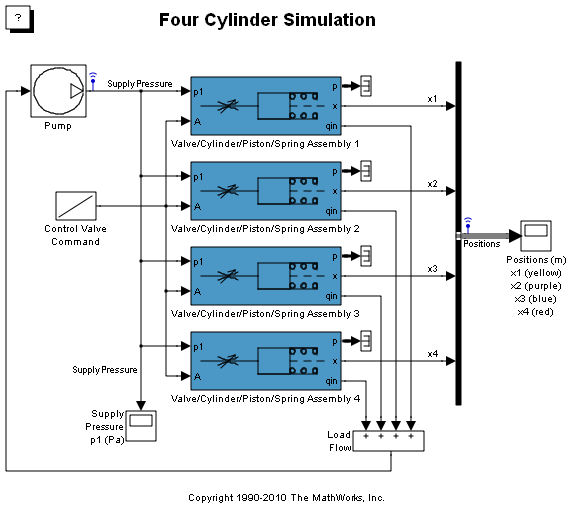 ?
Four Cylinder Simulation
Pump
Supply Pressure
p1
A
p
x
qin
Valve/Cylinder/Piston/Spring Assembly 1
x1
p1
A
p
x
qin
Valve/Cylinder/Piston/Spring Assembly 2
x2
Control Valve
Command
p1
A
p
x
qin
Valve/Cylinder/Piston/Spring Assembly 3
x3
Positions
Positions (m)
x1 (yellow)
x2 (purple)
x3 (blue)
x4 (red)
p1
A
p
x
qin
Valve/Cylinder/Piston/Spring Assembly 4
x4
Supply Pressure
Supply
Pressure
p1 (Pa)
Load
Flow
+ + + +
Copyright 1990-2010 The MathWorks, Inc.